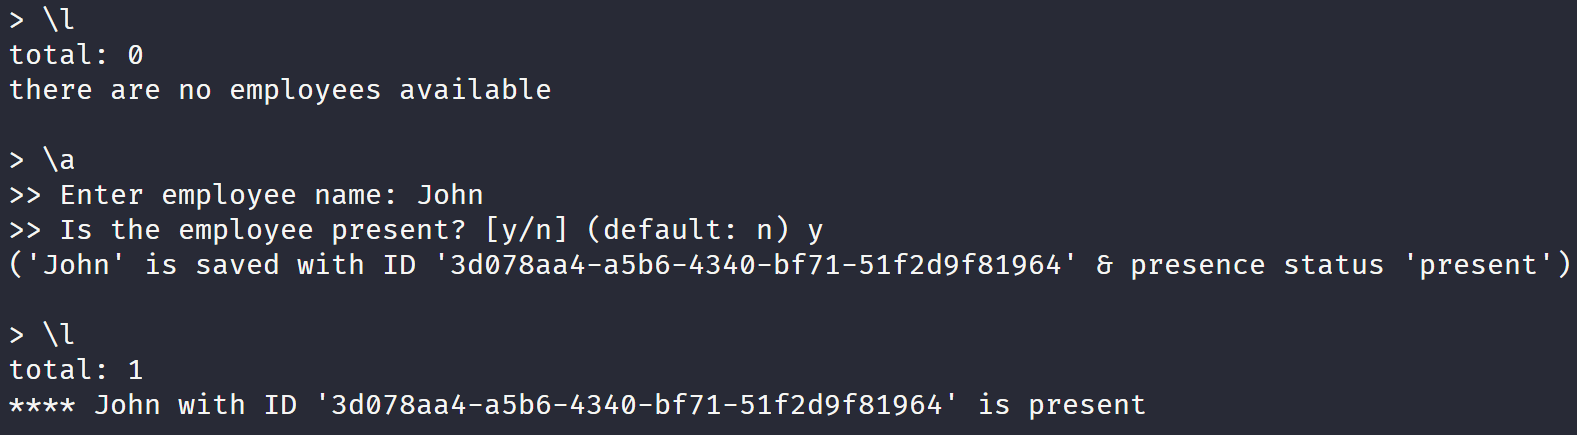 > \l
total: 0
there are no employees available
> \a
>> Enter employee name: John
>> Is the employee present? [y/n] (default: n) y
('John' is saved with ID '3d078aa4-a5b6-4340-bf71-51f2d9f81964' & presence status 'present')
> \l
total: 1
**** John with ID '3d078aa4-a5b6-4340-bf71-51f2d9f81964' is present